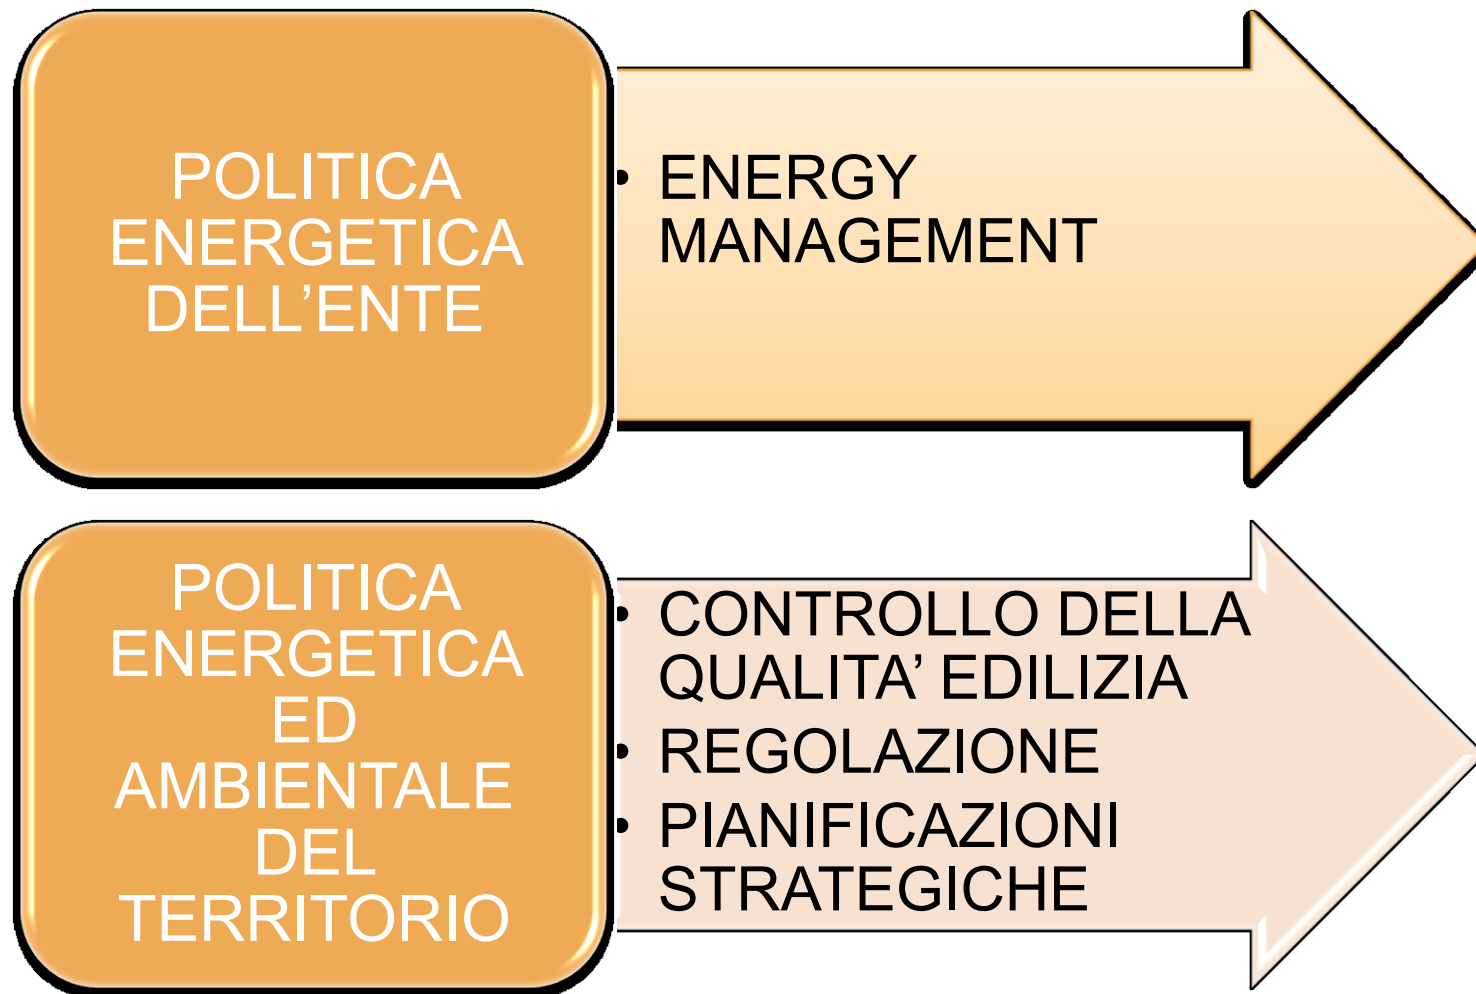 POLITICA
ENERGETICA
DELL’ENTE
• ENERGY
MANAGEMENT
POLITICA
ENERGETICA
ED
AMBIENTALE
DEL
TERRITORIO
• CONTROLLO DELLA
QUALITA’ EDILIZIA
• REGOLAZIONE
• PIANIFICAZIONI
STRATEGICHE